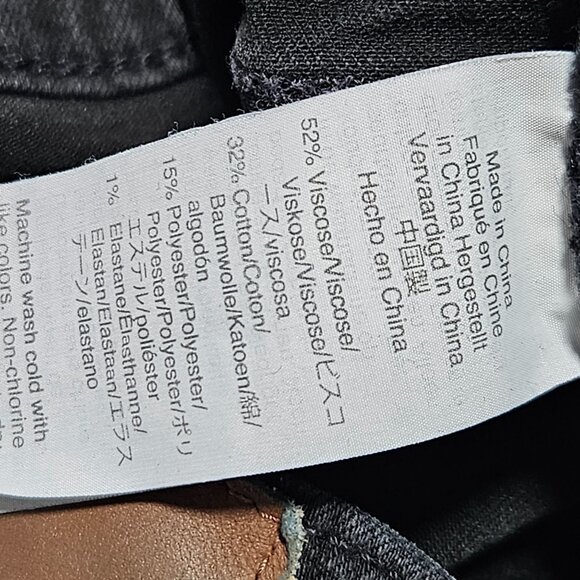 Made in China
Fabriqué en Chine
in China Hergestellt
Vervaardigd in China
中国製
Hecho en China
52% Viscose/Viscose/
Viskose/Viscose/ビスコ
ース/viscosa
32% Cotton/Coton/
Baumwolle/Katoen/綿/
algodón
15% Polyester/Polyester/
Polyester/Polyester/ポリ
エステル/poliéster
1% Elastane/Élasthanne/
Elastan/Elastaan/エラス
テーン/elastano
Machine wash cold with
like colors. Non-chlorine